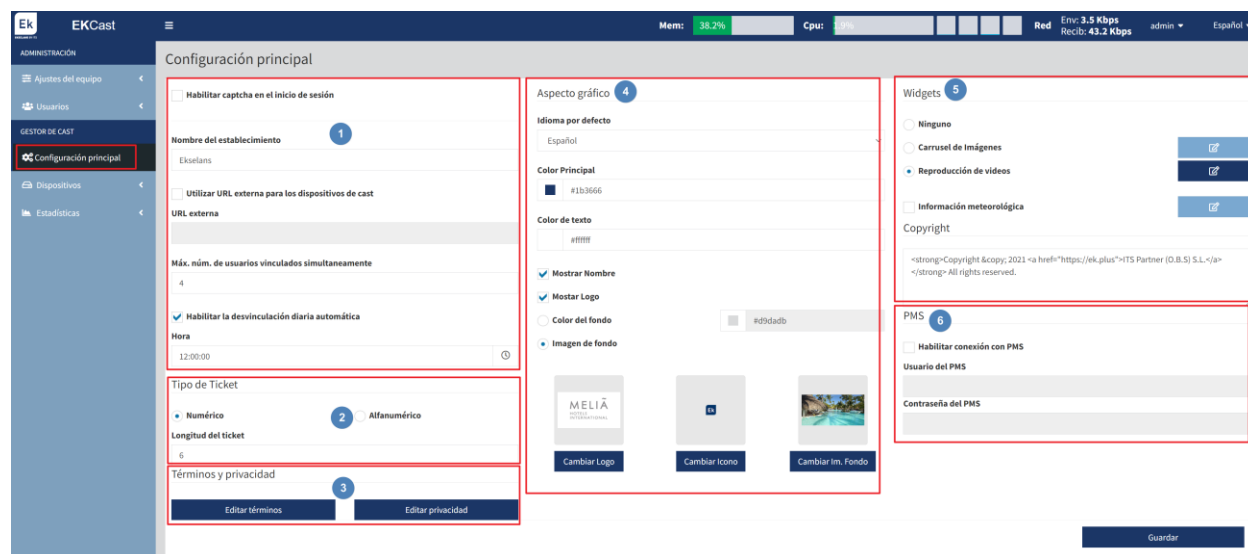 Ek
EKCast
Mem: 38.2%
Cpu: 1.9%
Red
Env: 3.5 Kbps
Recib: 43.2 Kbps
admin
Español
ADMINISTRACIÓN
Ajustes del equipo
Usuarios
GESTOR DE CAST
Configuración principal
Dispositivos
Estadísticas
Configuración principal
Habilitar captcha en el inicio de sesión
1
Nombre del establecimiento
Ekselans
Utilizar URL externa para los dispositivos de cast
URL externa
Máx. núm. de usuarios vinculados simultaneamente
4
Habilitar la desvinculación diaria automática
Hora
12:00:00
Tipo de Ticket
Numérico
2
Alfanumérico
Longitud del ticket
6
Términos y privacidad
3
Editar términos
Editar privacidad
Aspecto gráfico
4
Idioma por defecto
Español
Color Principal
#1b3666
Color de texto
#ffffff
Mostrar Nombre
Mostar Logo
Color del fondo
#d9dadb
Imagen de fondo
MELIÃ
HOTELS
INTERNATIONAL
Ek
Cambiar Logo
Cambiar Icono
Cambiar Im. Fondo
Widgets
5
Ninguno
Carrusel de Imágenes
Reproducción de videos
Información meteorológica
Copyright
<strong>Copyright &copy; 2021 <a href="https://ek.plus">ITS Partner (O.B.S) S.L.</a>
</strong> All rights reserved.
PMS
6
Habilitar conexión con PMS
Usuario del PMS
Contraseña del PMS
Guardar